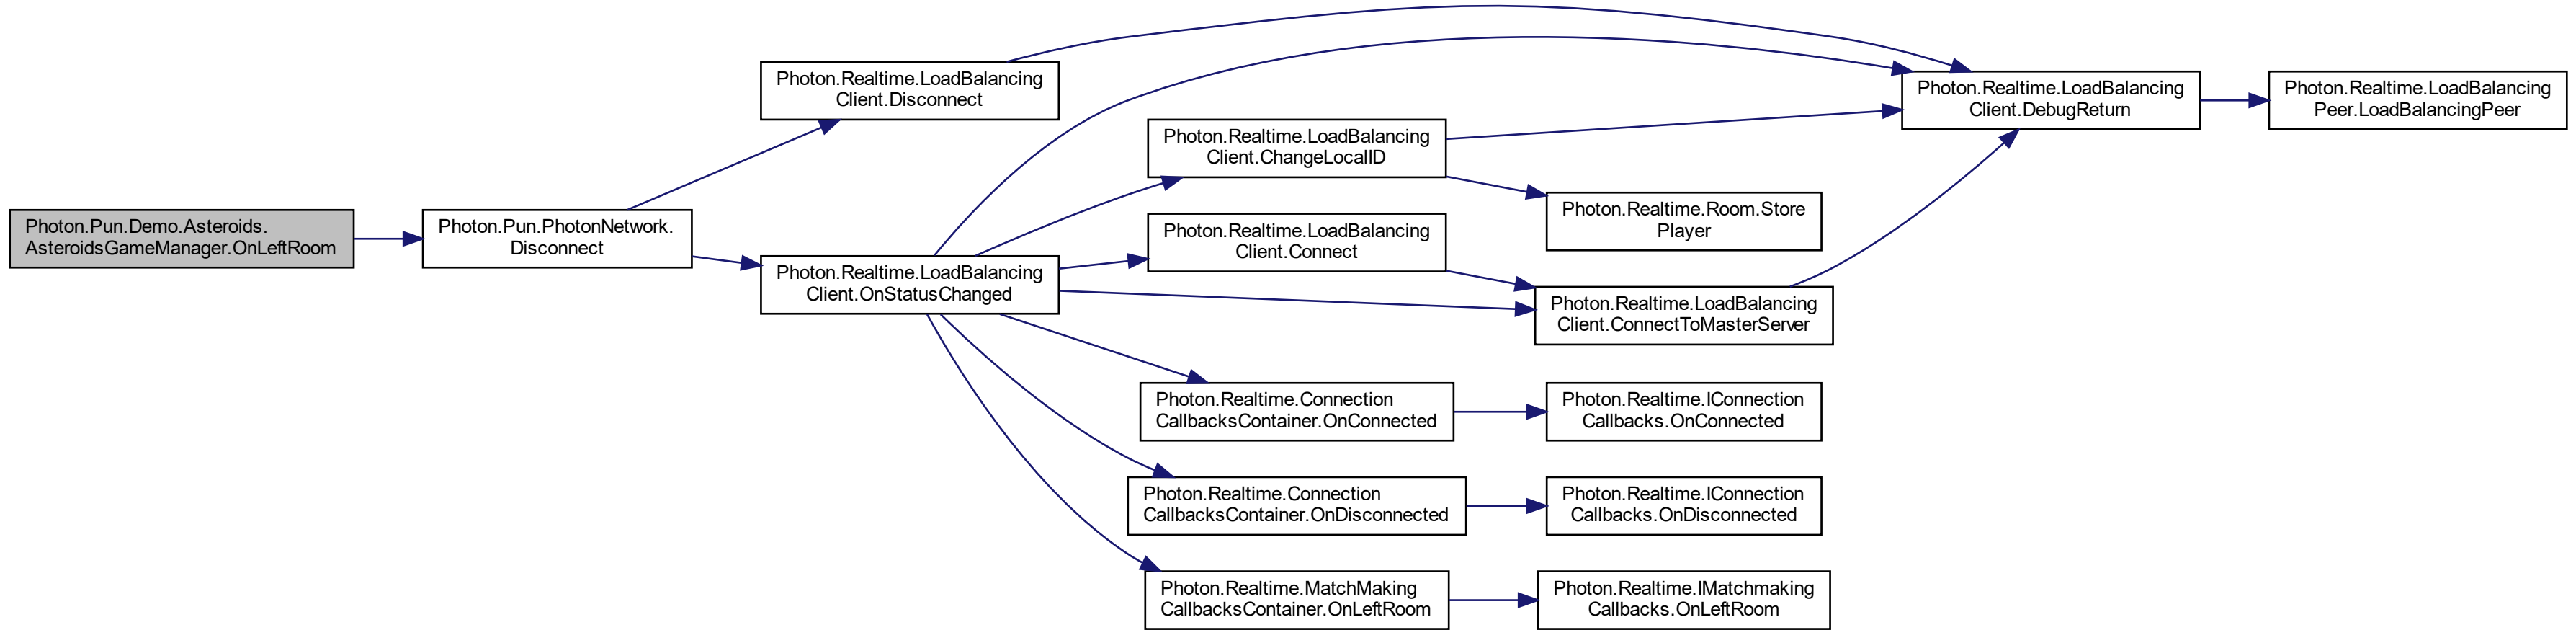 Photon.Pun.Demo.Asteroids.
AsteroidsGameManager.OnLeftRoom
Photon.Pun.PhotonNetwork.
Disconnect
Photon.Realtime.LoadBalancing
Client.Disconnect
Photon.Realtime.LoadBalancing
Client.OnStatusChanged
Photon.Realtime.LoadBalancing
Client.ChangeLocalID
Photon.Realtime.LoadBalancing
Client.Connect
Photon.Realtime.Connection
CallbacksContainer.OnConnected
Photon.Realtime.Connection
CallbacksContainer.OnDisconnected
Photon.Realtime.MatchMaking
CallbacksContainer.OnLeftRoom
Photon.Realtime.Room.Store
Player
Photon.Realtime.LoadBalancing
Client.ConnectToMasterServer
Photon.Realtime.IConnection
Callbacks.OnConnected
Photon.Realtime.IConnection
Callbacks.OnDisconnected
Photon.Realtime.IMatchmaking
Callbacks.OnLeftRoom
Photon.Realtime.LoadBalancing
Client.DebugReturn
Photon.Realtime.LoadBalancing
Peer.LoadBalancingPeer